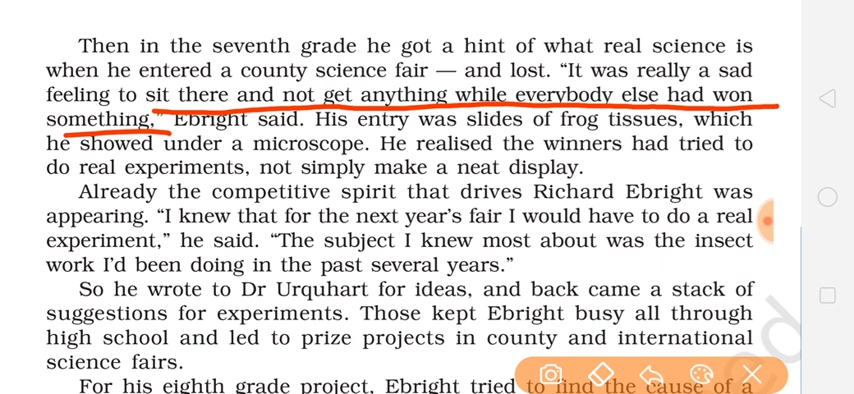 Then in the seventh grade he got a hint of what real science is
when he entered a county science fair — and lost. “It was really a sad
feeling to sit there and not get anything while everybody else had won
something,” Ebright said. His entry was slides of frog tissues, which
he showed under a microscope. He realised the winners had tried to
do real experiments, not simply make a neat display.
Already the competitive spirit that drives Richard Ebright was
appearing. “I knew that for the next year’s fair I would have to do a real
experiment,” he said. “The subject I knew most about was the insect
work I’d been doing in the past several years.”
So he wrote to Dr Urquhart for ideas, and back came a stack of
suggestions for experiments. Those kept Ebright busy all through
high school and led to prize projects in county and international
science fairs.
For his eighth grade project, Ebright tried to find the cause of a